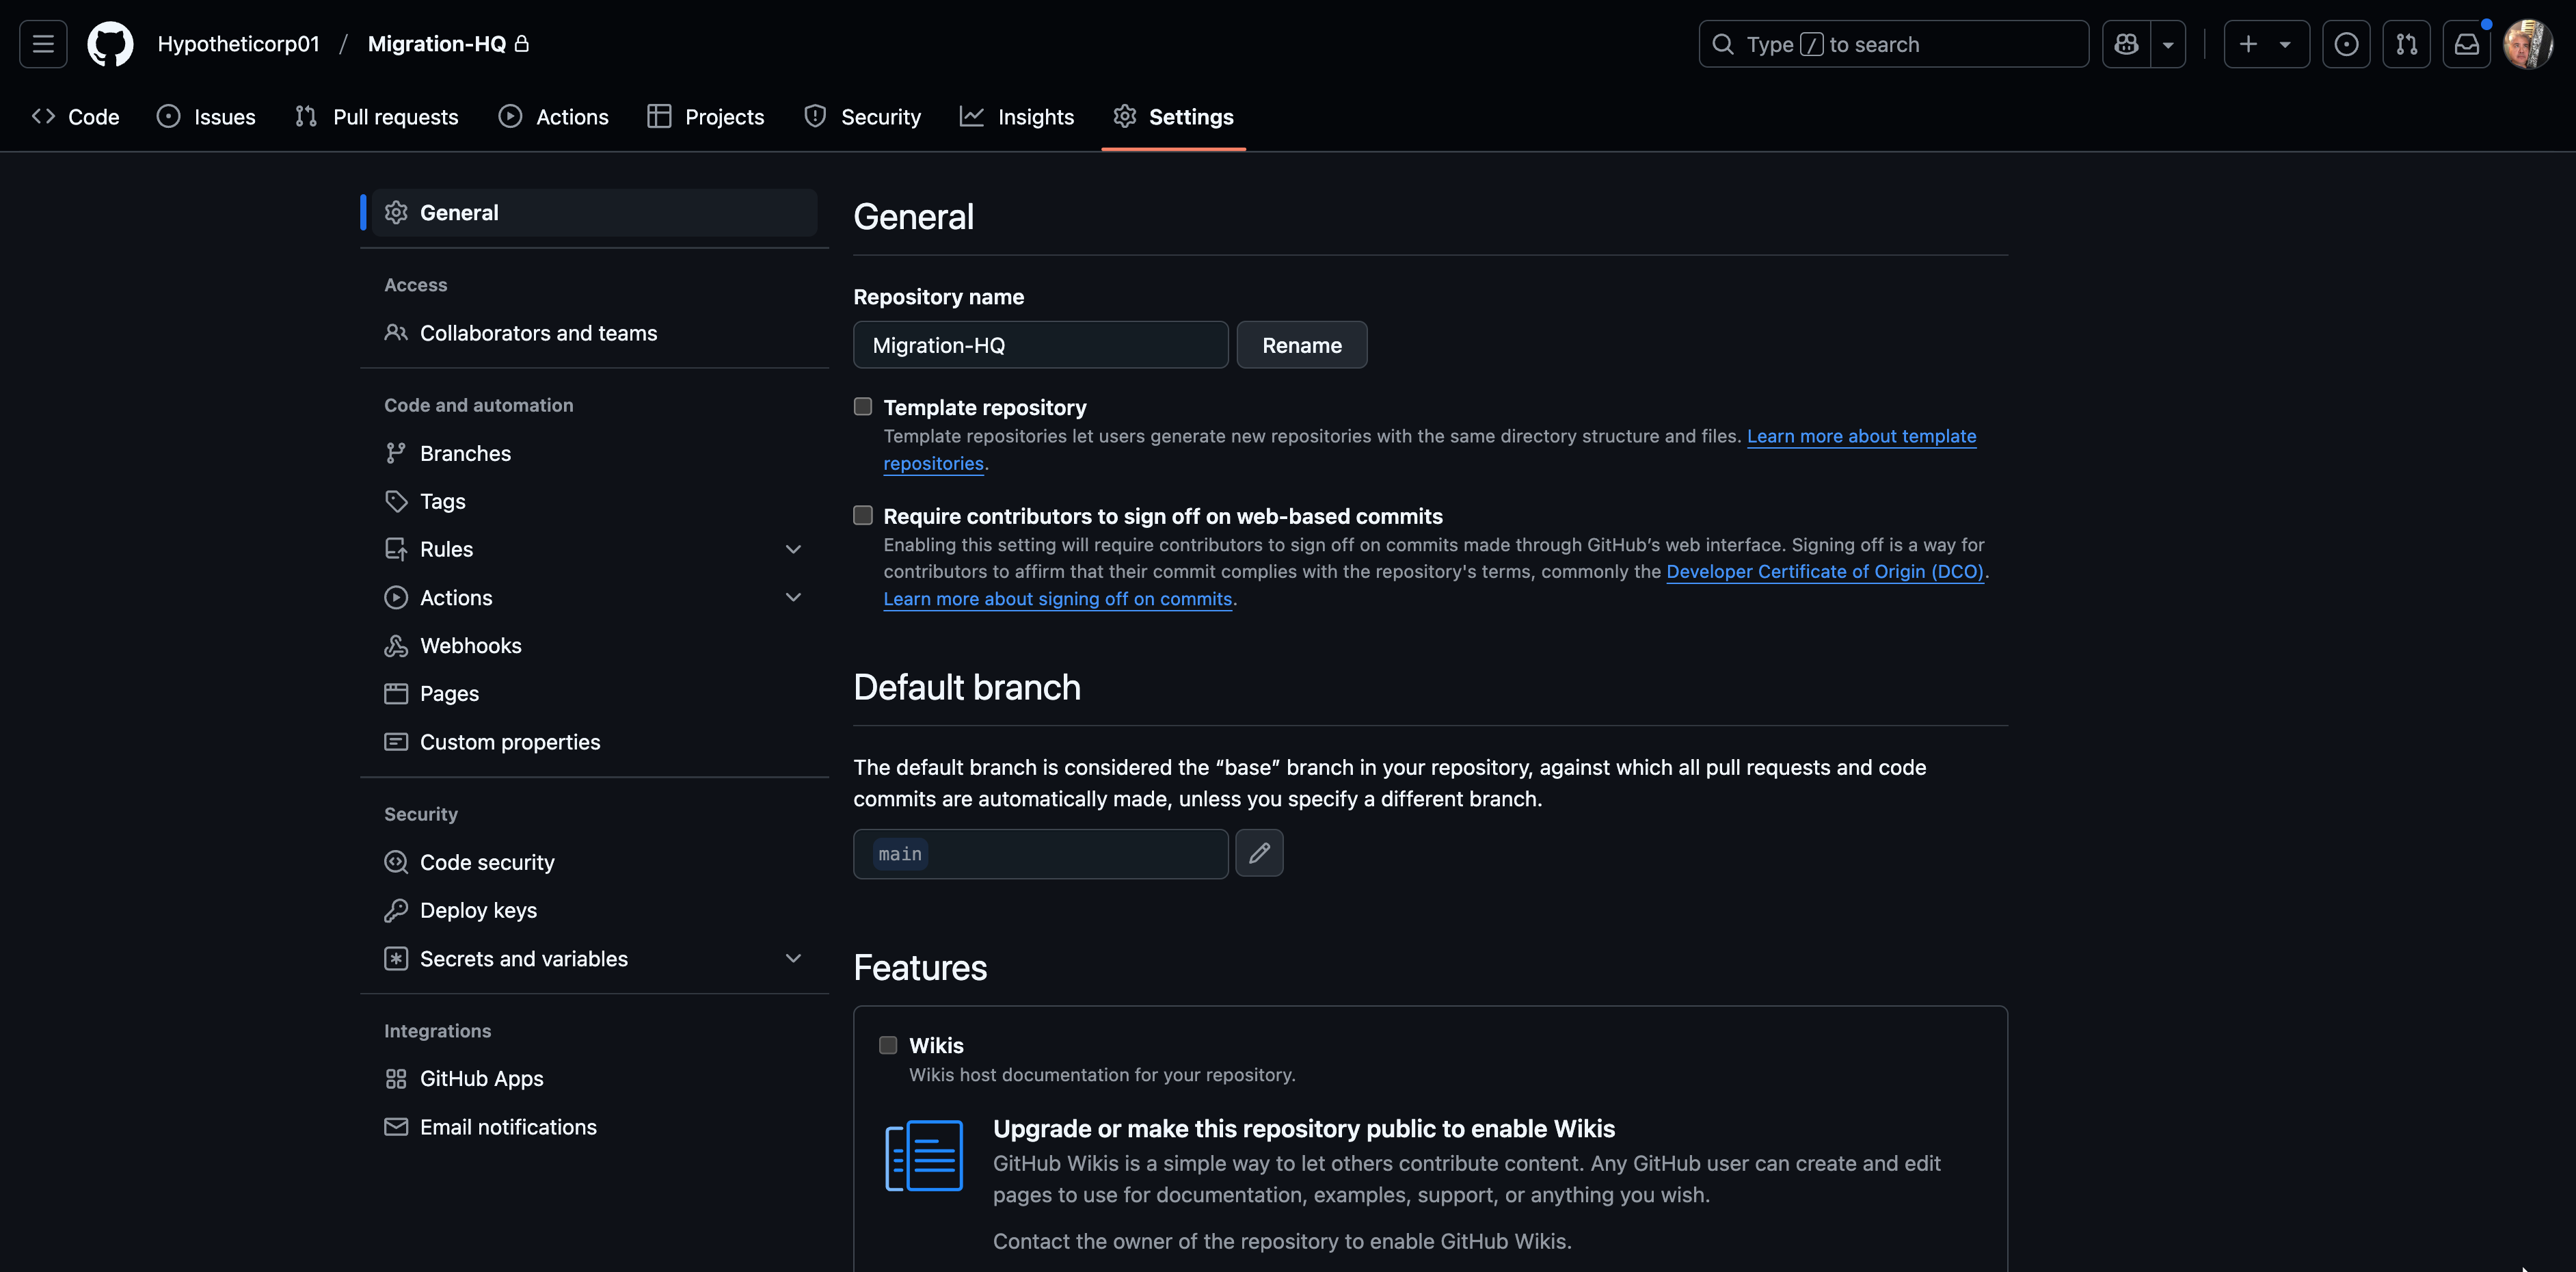 Hypotheticorp01 / Migration-HQ
Type / to search
Code Issues Pull requests Actions Projects Security Insights Settings
General
Access
Collaborators and teams
Code and automation
Branches
Tags
Rules
Actions
Webhooks
Pages
Custom properties
Security
Code security
Deploy keys
Secrets and variables
Integrations
GitHub Apps
Email notifications
General
Repository name
Migration-HQ Rename
Template repository
Template repositories let users generate new repositories with the same directory structure and files. Learn more about template
repositories.
Require contributors to sign off on web-based commits
Enabling this setting will require contributors to sign off on commits made through GitHub’s web interface. Signing off is a way for
contributors to affirm that their commit complies with the repository's terms, commonly the Developer Certificate of Origin (DCO).
Learn more about signing off on commits.
Default branch
The default branch is considered the “base” branch in your repository, against which all pull requests and code
commits are automatically made, unless you specify a different branch.
main
Features
Wikis
Wikis host documentation for your repository.
Upgrade or make this repository public to enable Wikis
GitHub Wikis is a simple way to let others contribute content. Any GitHub user can create and edit
pages to use for documentation, examples, support, or anything you wish.
Contact the owner of the repository to enable GitHub Wikis.